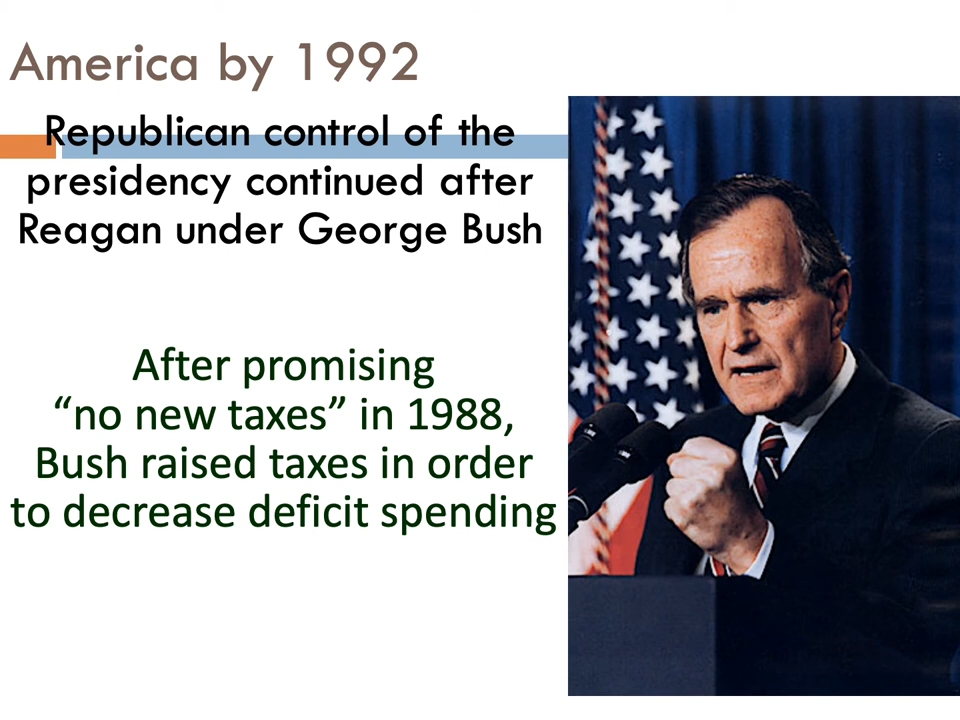 America by 1992
Republican control of the
presidency continued after
Reagan under George Bush
After promising
“no new taxes” in 1988,
Bush raised taxes in order
to decrease deficit spending